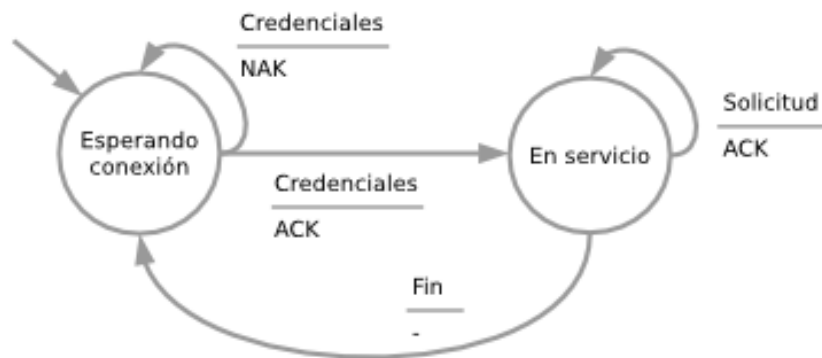 Credenciales
NAK
Esperando
conexión
En servicio
Solicitud
ACK
Credenciales
ACK
Fin
-